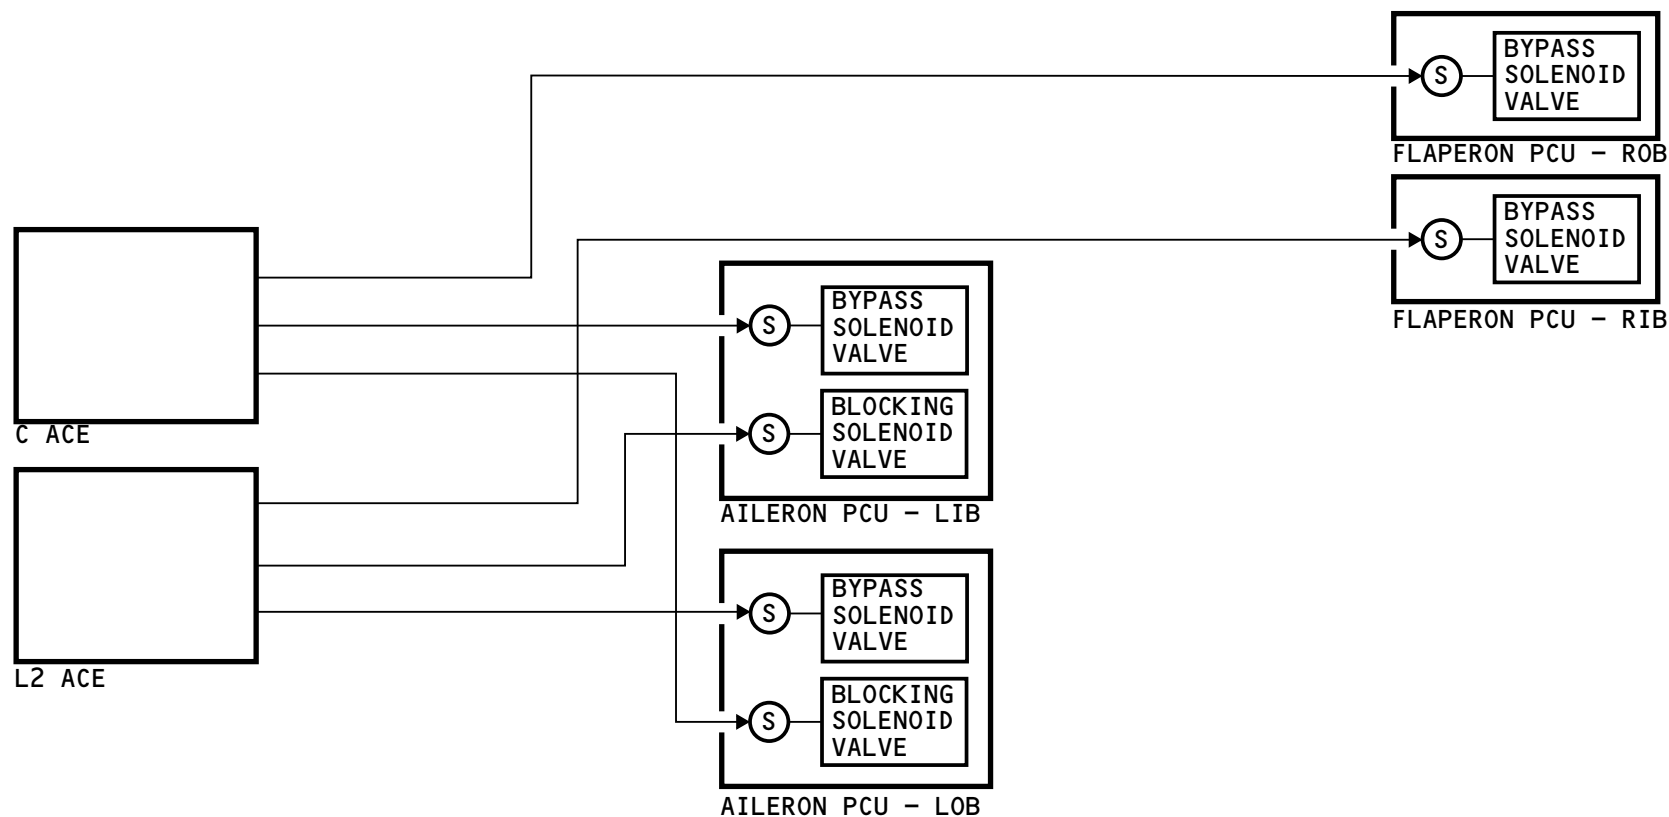 BYPASS
SOLENOID
VALVE
S
FLAPERON PCU – ROB
BYPASS
SOLENOID
VALVE
S
FLAPERON PCU – RIB
C ACE
BYPASS
SOLENOID
VALVE
S
BLOCKING
SOLENOID
VALVE
S
AILERON PCU – LIB
L2 ACE
BYPASS
SOLENOID
VALVE
S
BLOCKING
SOLENOID
VALVE
S
AILERON PCU – LOB